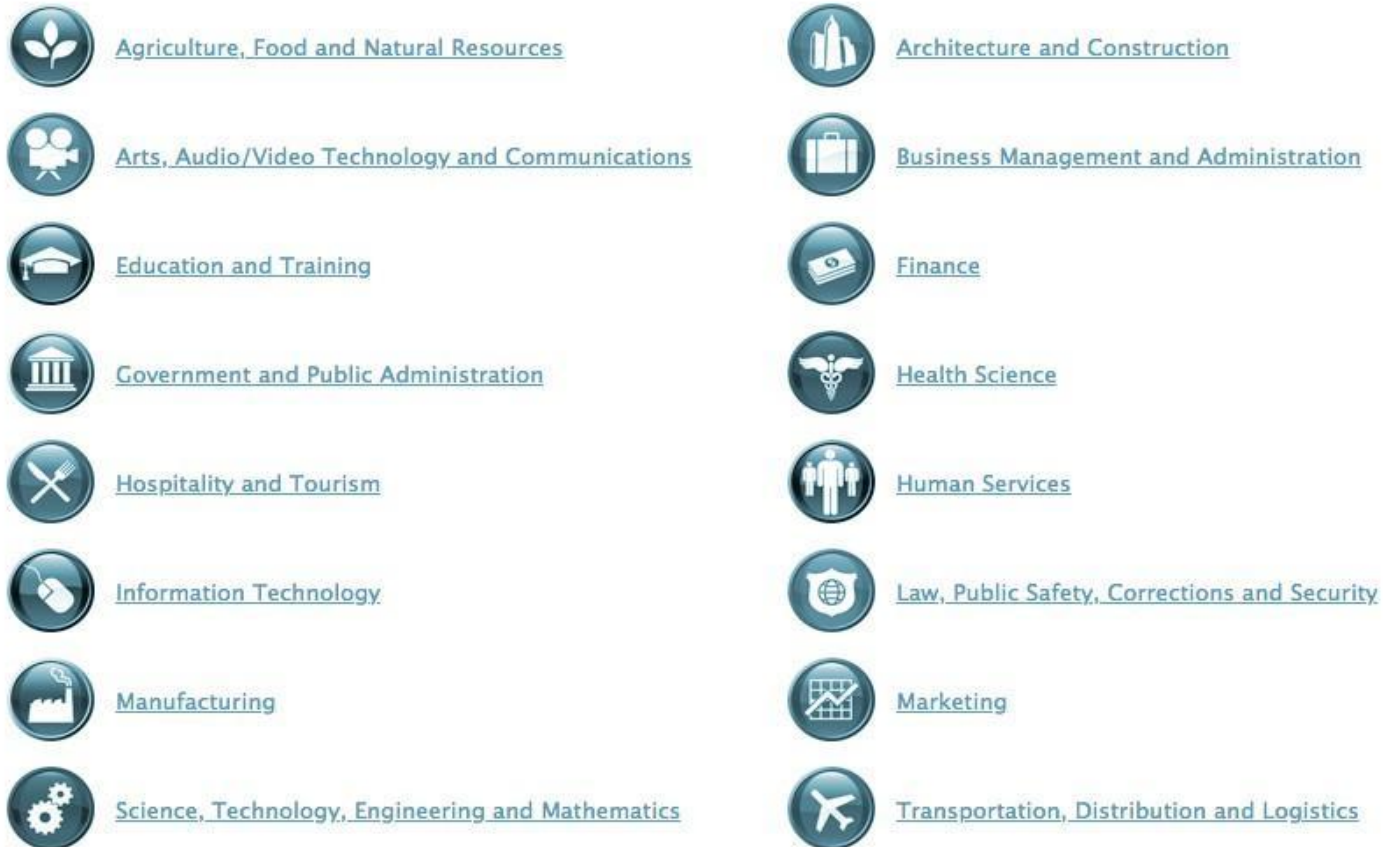 Agriculture, Food and Natural Resources
Architecture and Construction
Arts, Audio/Video Technology and Communications
Business Management and Administration
Education and Training
Finance
Government and Public Administration
Health Science
Hospitality and Tourism
Human Services
Information Technology
Law, Public Safety, Corrections and Security
Manufacturing
Marketing
Science, Technology, Engineering and Mathematics
Transportation, Distribution and Logistics